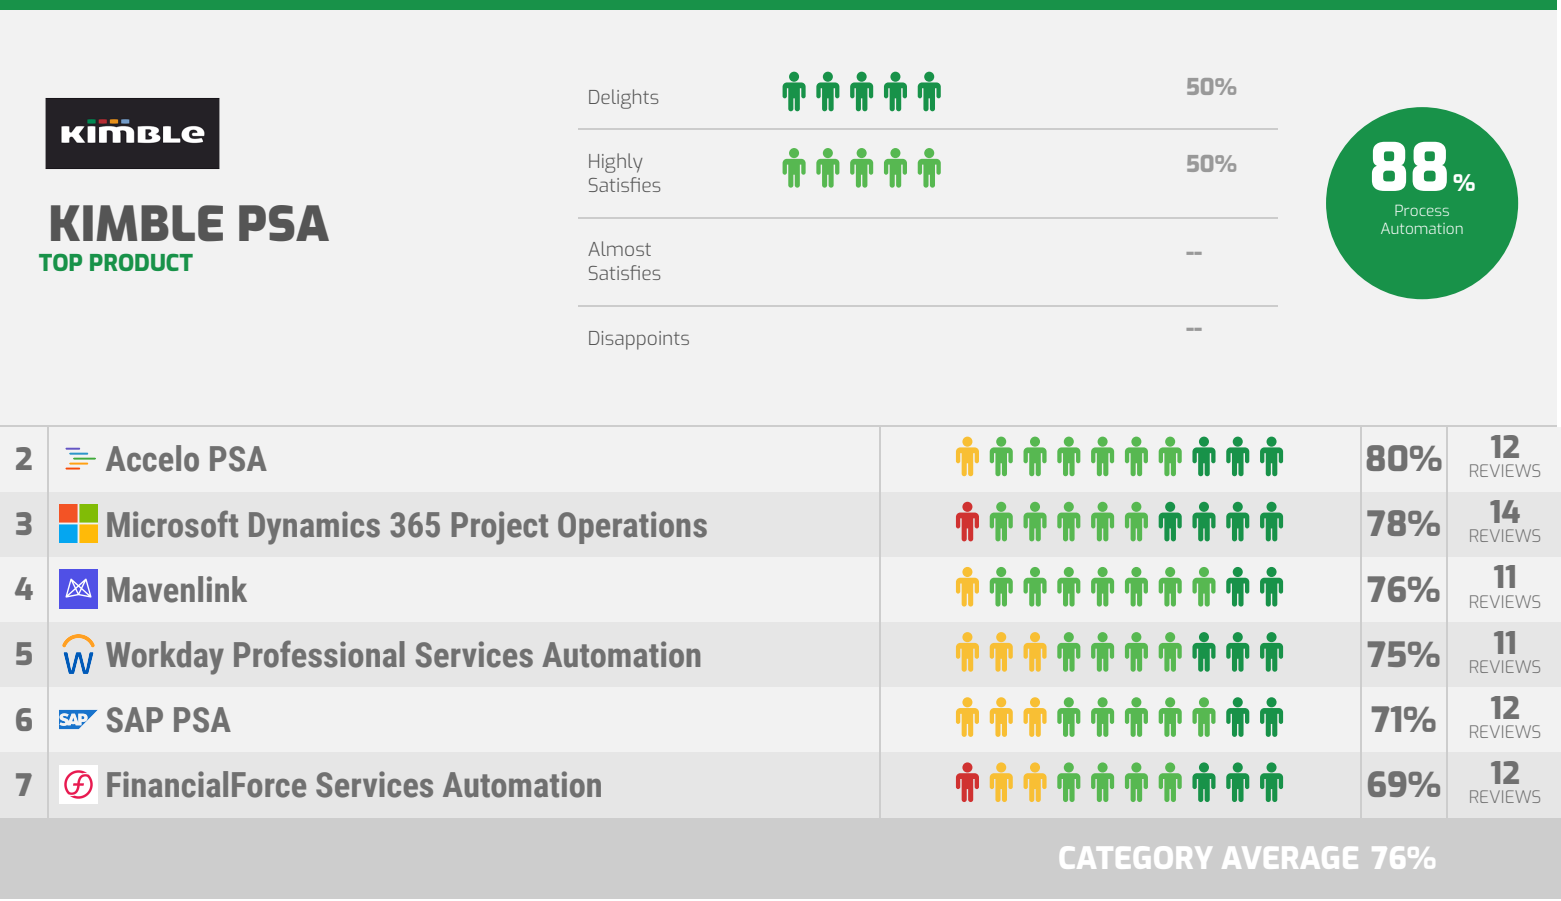 KimBLe
KIMBLE PSA
TOP PRODUCT
Delights 50%
Highly
Satisfies 50%
Almost
Satisfies --
Disappoints --
88%
Process
Automation
2 Accelo PSA 80% 12 REVIEWS
3 Microsoft Dynamics 365 Project Operations 78% 14 REVIEWS
4 Mavenlink 76% 11 REVIEWS
5 W Workday Professional Services Automation 75% 11 REVIEWS
6 SAP SAP PSA 71% 12 REVIEWS
7 f FinancialForce Services Automation 69% 12 REVIEWS
CATEGORY AVERAGE 76%